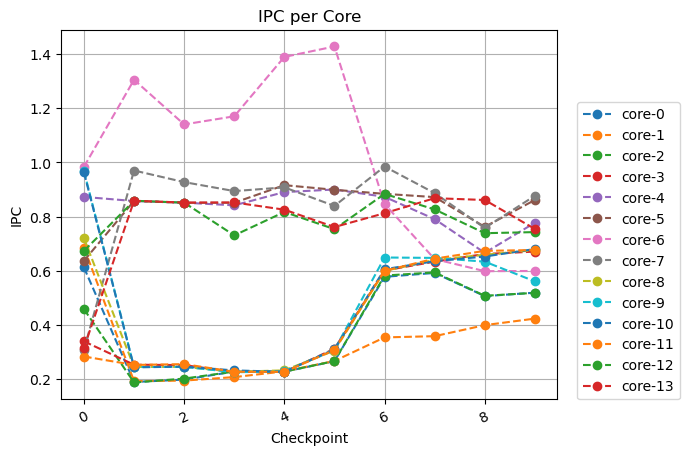 IPC per Core
IPC
1.4
1.2
1.0
0.8
0.6
0.4
0.2
0
2
4
6
8
Checkpoint
core-0
core-1
core-2
core-3
core-4
core-5
core-6
core-7
core-8
core-9
core-10
core-11
core-12
core-13